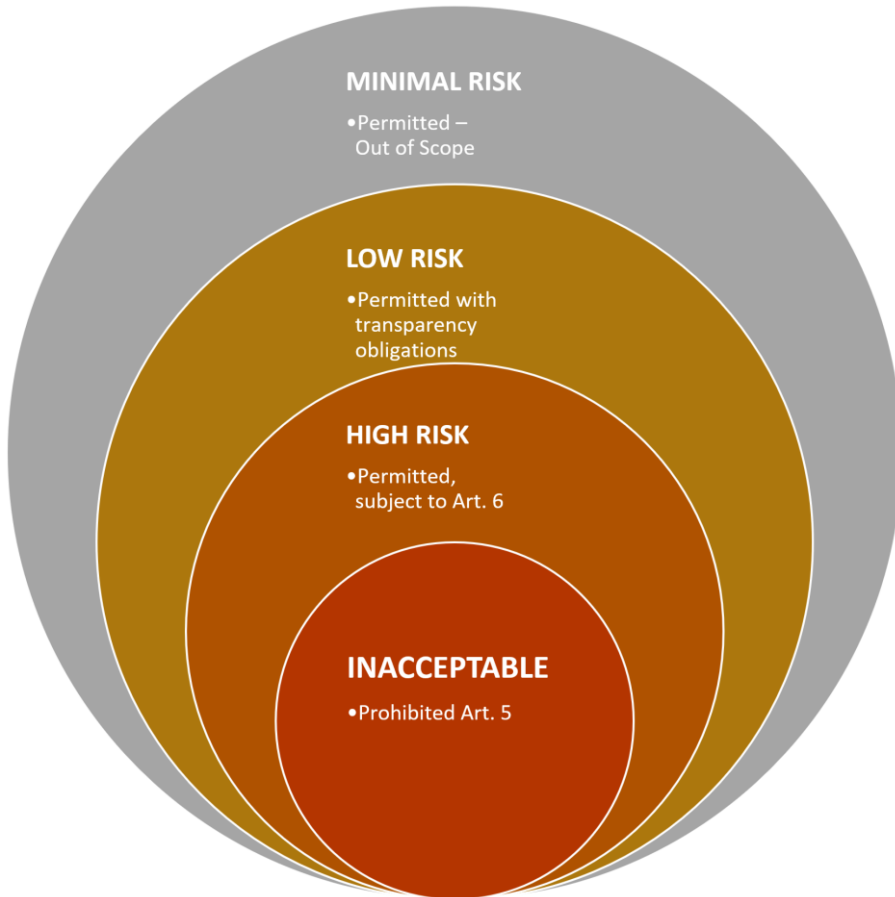 MINIMAL RISK
•Permitted –
Out of Scope
LOW RISK
•Permitted with
transparency
obligations
HIGH RISK
•Permitted,
subject to Art. 6
INACCEPTABLE
•Prohibited Art. 5